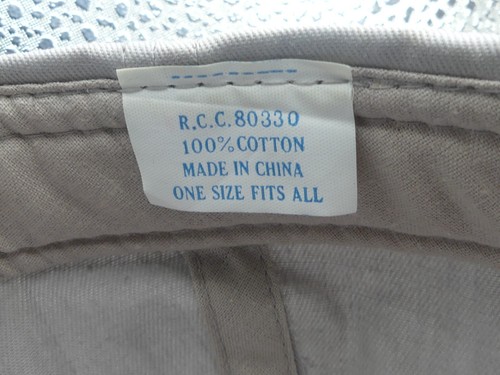 R.C.C. 80330
100% COTTON
MADE IN CHINA
ONE SIZE FITS ALL